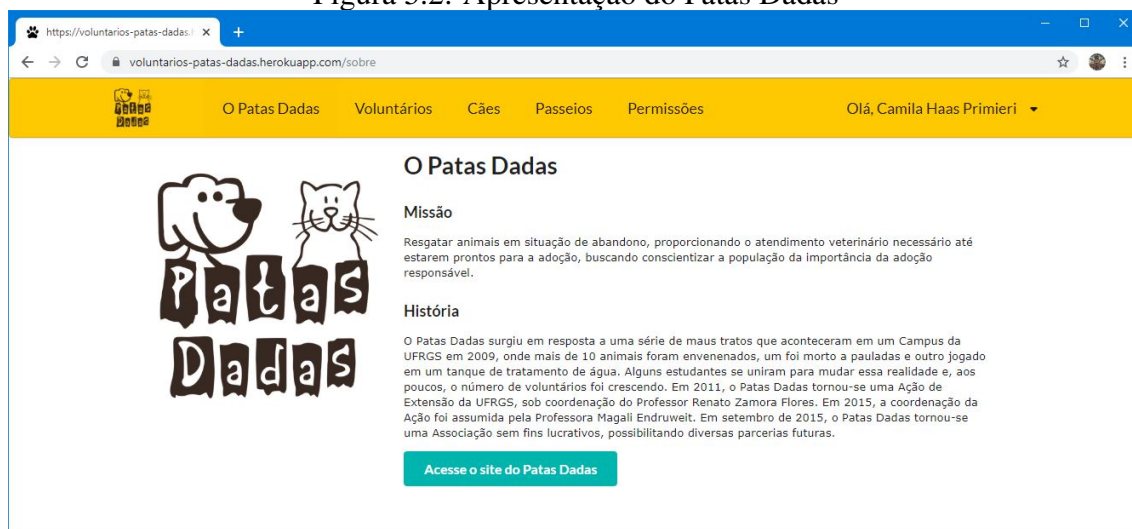 Figura 5.2: Apresentação do Patas Dadas
https://voluntarios-patas-dadas.h
voluntarios-patas-dadas.herokuapp.com/sobre
Patas Dadas
O Patas Dadas Voluntários Cães Passeios Permissões Olá, Camila Haas Primieri
Patas
Dadas
O Patas Dadas
Missão
Resgatar animais em situação de abandono, proporcionando o atendimento veterinário necessário até
estarem prontos para a adoção, buscando conscientizar a população da importância da adoção
responsável.
História
O Patas Dadas surgiu em resposta a uma série de maus tratos que aconteceram em um Campus da
UFRGS em 2009, onde mais de 10 animais foram envenenados, um foi morto a pauladas e outro jogado
em um tanque de tratamento de água. Alguns estudantes se uniram para mudar essa realidade e, aos
poucos, o número de voluntários foi crescendo. Em 2011, o Patas Dadas tornou-se uma Ação de
Extensão da UFRGS, sob coordenação do Professor Renato Zamora Flores. Em 2015, a coordenação da
Ação foi assumida pela Professora Magali Endruweit. Em setembro de 2015, o Patas Dadas tornou-se
uma Associação sem fins lucrativos, possibilitando diversas parcerias futuras.
Acesse o site do Patas Dadas